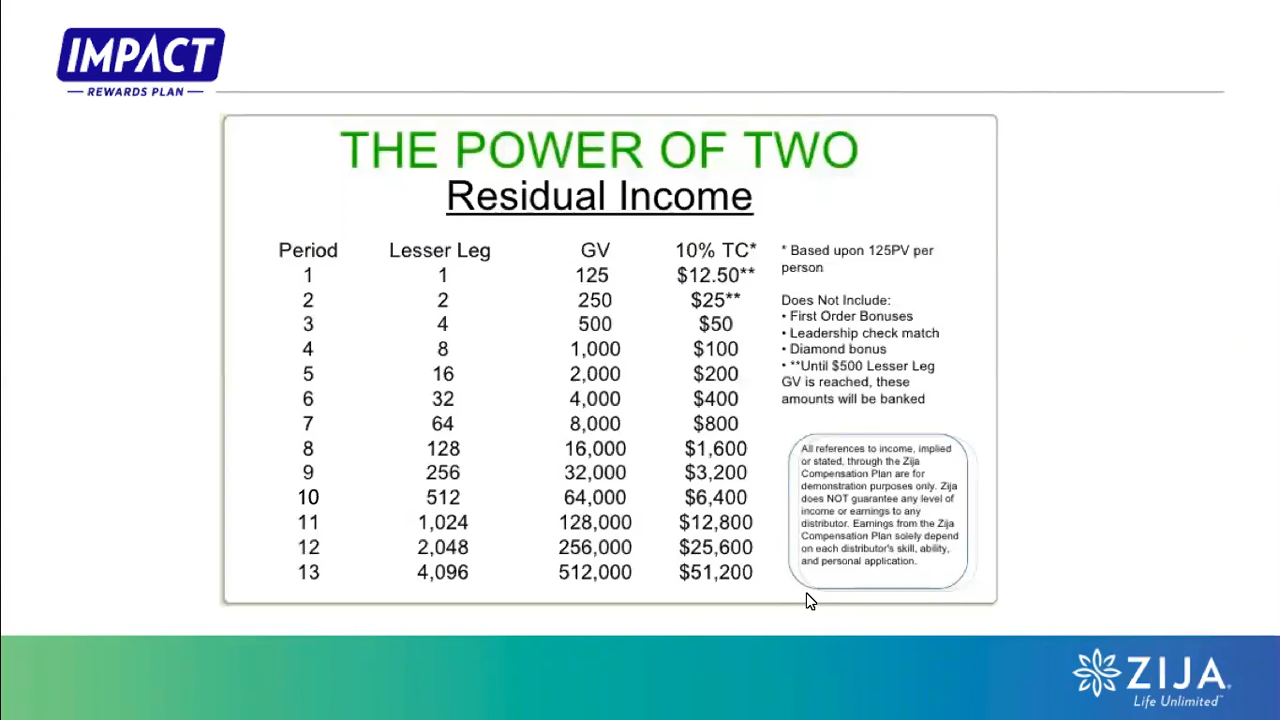 IMPACT
REWARDS PLAN
THE POWER OF TWO
Residual Income
Period Lesser Leg GV 10% TC*
1 1 125 $12.50**
2 2 250 $25**
3 4 500 $50
4 8 1,000 $100
5 16 2,000 $200
6 32 4,000 $400
7 64 8,000 $800
8 128 16,000 $1,600
9 256 32,000 $3,200
10 512 64,000 $6,400
11 1,024 128,000 $12,800
12 2,048 256,000 $25,600
13 4,096 512,000 $51,200
* Based upon 125PV per
person
Does Not Include:
• First Order Bonuses
• Leadership check match
• Diamond bonus
• **Until $500 Lesser Leg
GV is reached, these
amounts will be banked
All references to income, implied
or stated, through the Zija
Compensation Plan are for
demonstration purposes only. Zija
does NOT guarantee any level of
income or earnings to any
distributor. Earnings from the Zija
Compensation Plan solely depend
on each distributor's skill, ability,
and personal application.
ZIJA
Life Unlimited™